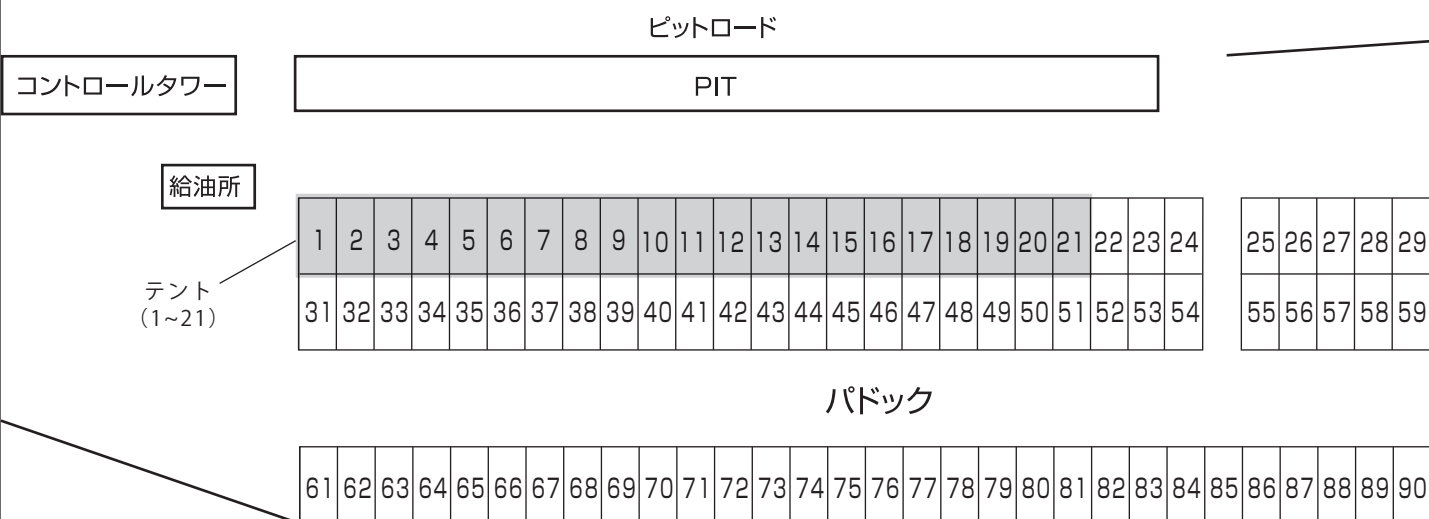 ピットロード
コントロールタワー
PIT
給油所
1 2 3 4 5 6 7 8 9 10 11 12 13 14 15 16 17 18 19 20 21 22 23 24 25 26 27 28 29
テント
(1~21)
31 32 33 34 35 36 37 38 39 40 41 42 43 44 45 46 47 48 49 50 51 52 53 54 55 56 57 58 59
パドック
61 62 63 64 65 66 67 68 69 70 71 72 73 74 75 76 77 78 79 80 81 82 83 84 85 86 87 88 89 90